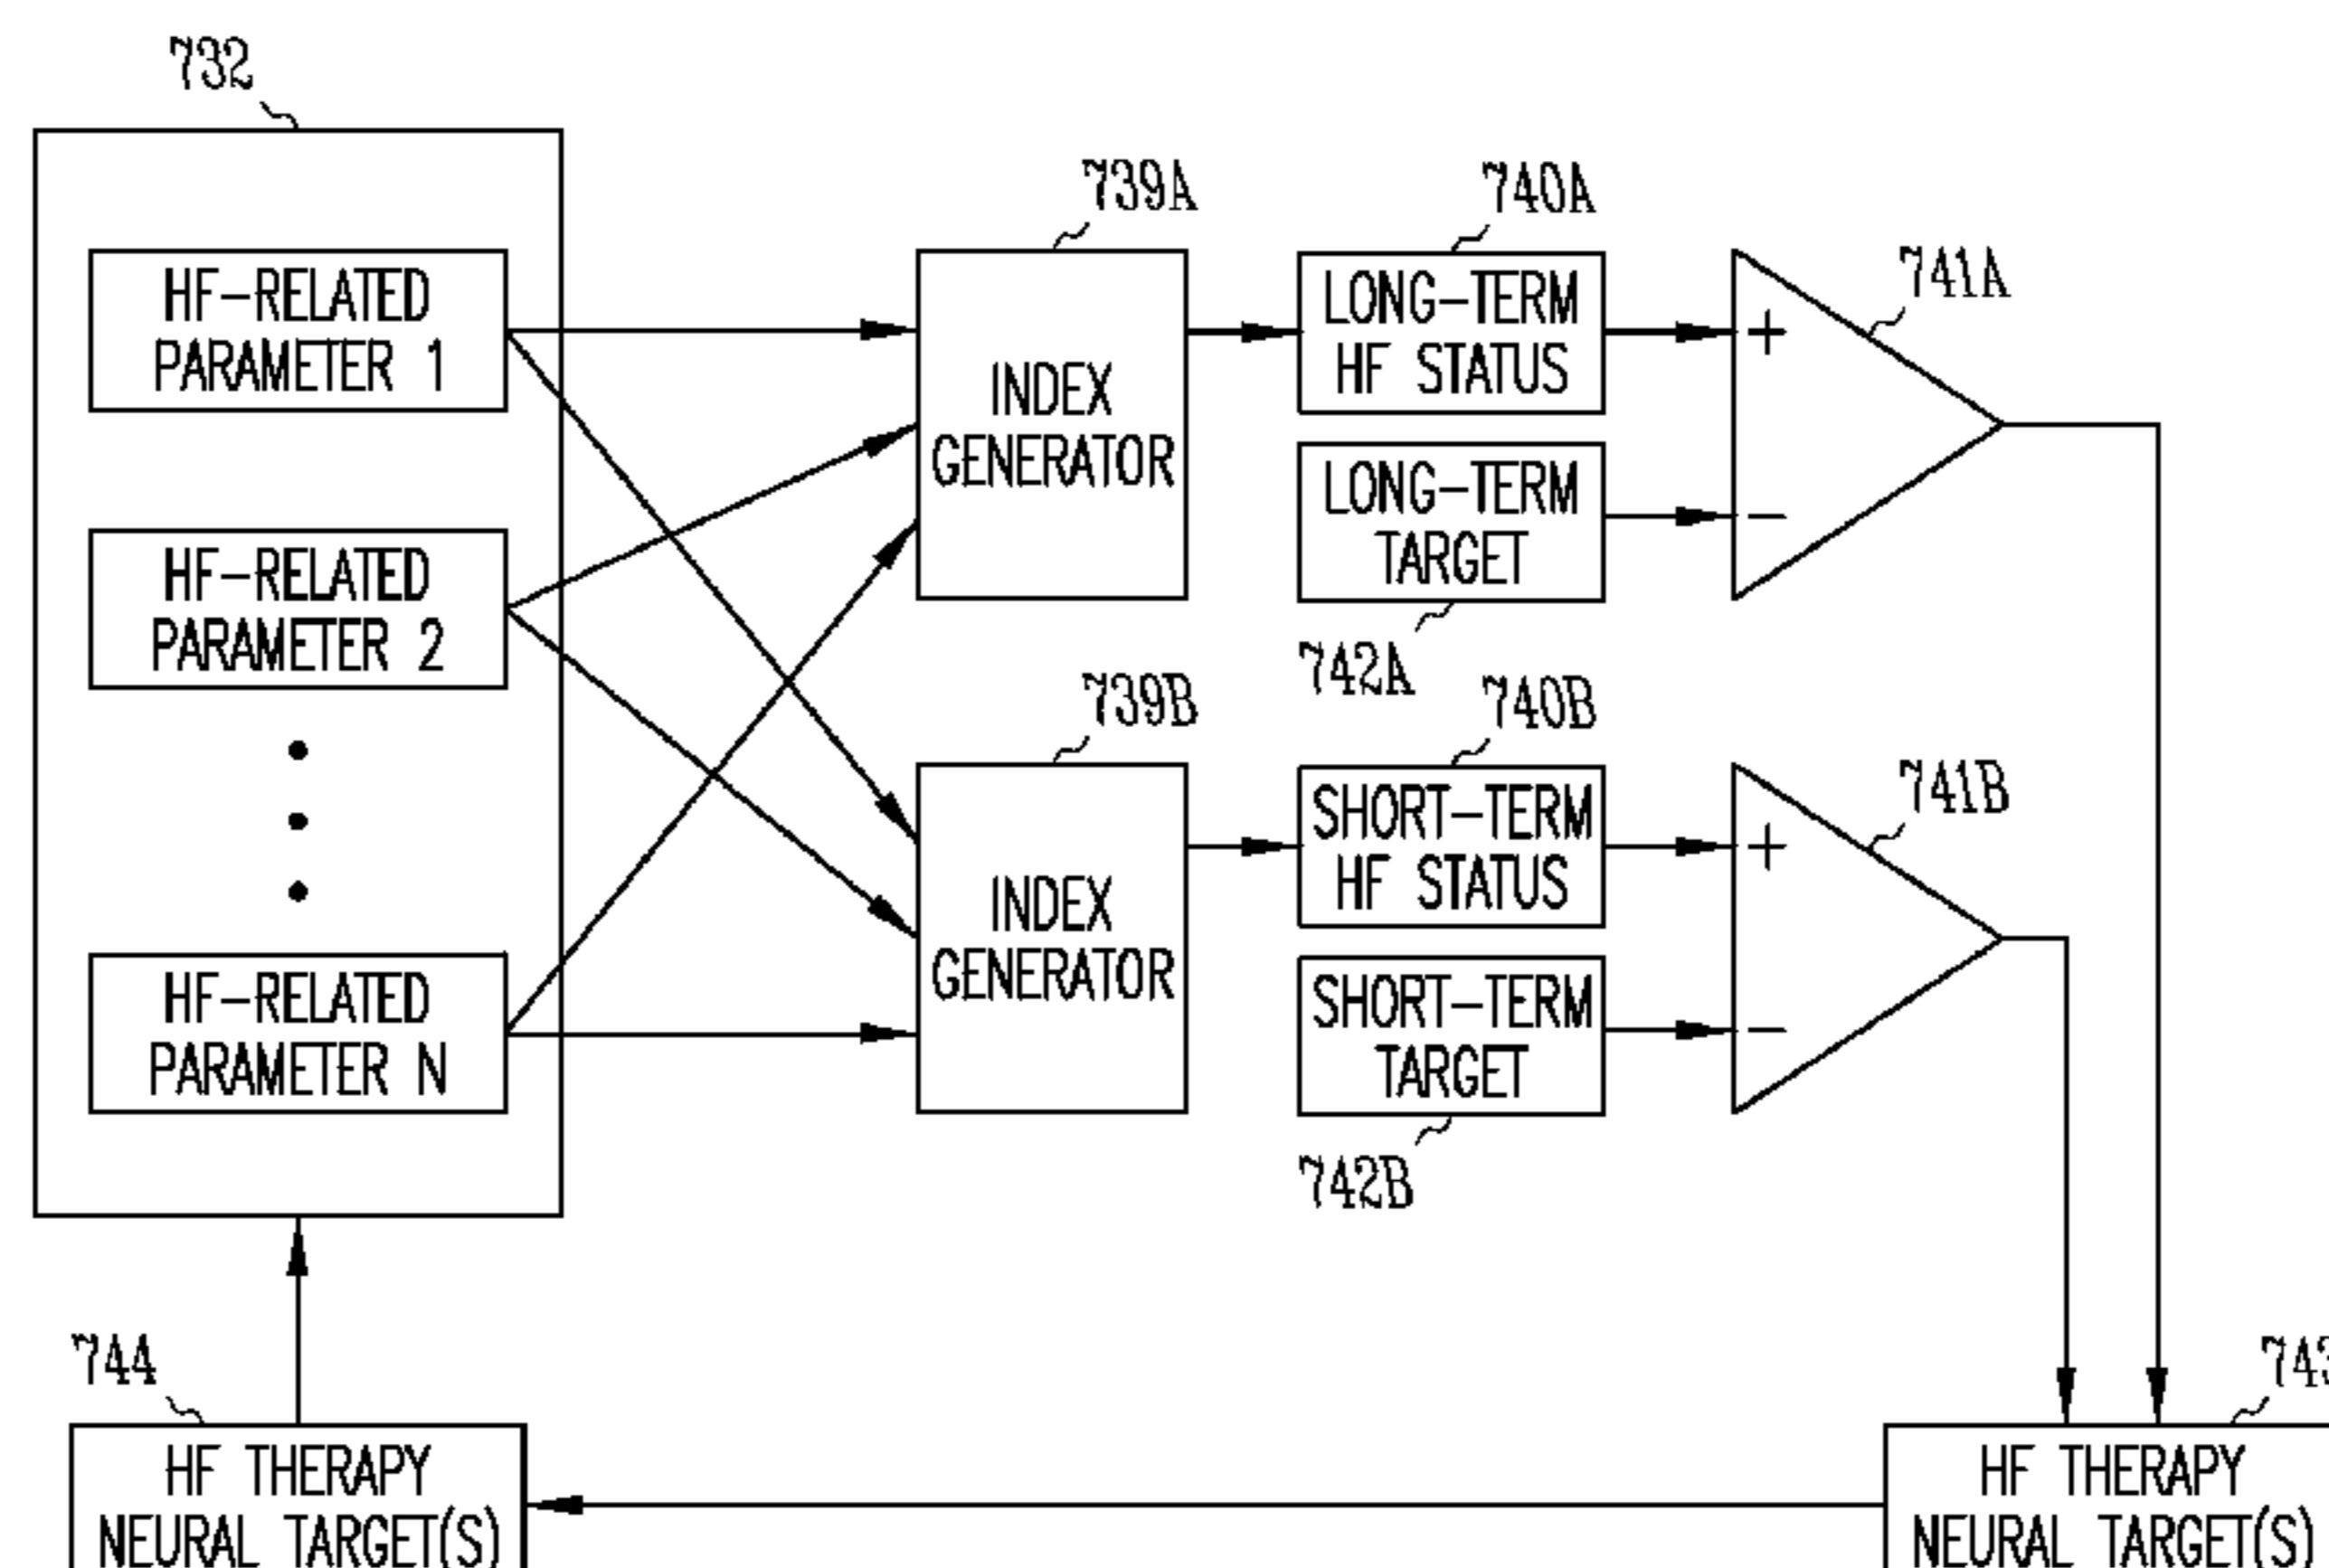 732
HF-RELATED
PARAMETER 1
HF-RELATED
PARAMETER 2
HF-RELATED
PARAMETER N
739A
INDEX
GENERATOR
740A
LONG-TERM
HF STATUS
LONG-TERM
TARGET
742A
741A
+
−
739B
INDEX
GENERATOR
740B
SHORT-TERM
HF STATUS
SHORT-TERM
TARGET
742B
741B
+
−
744
HF THERAPY
NEURAL TARGET(S)
743
HF THERAPY
NEURAL TARGET(S)